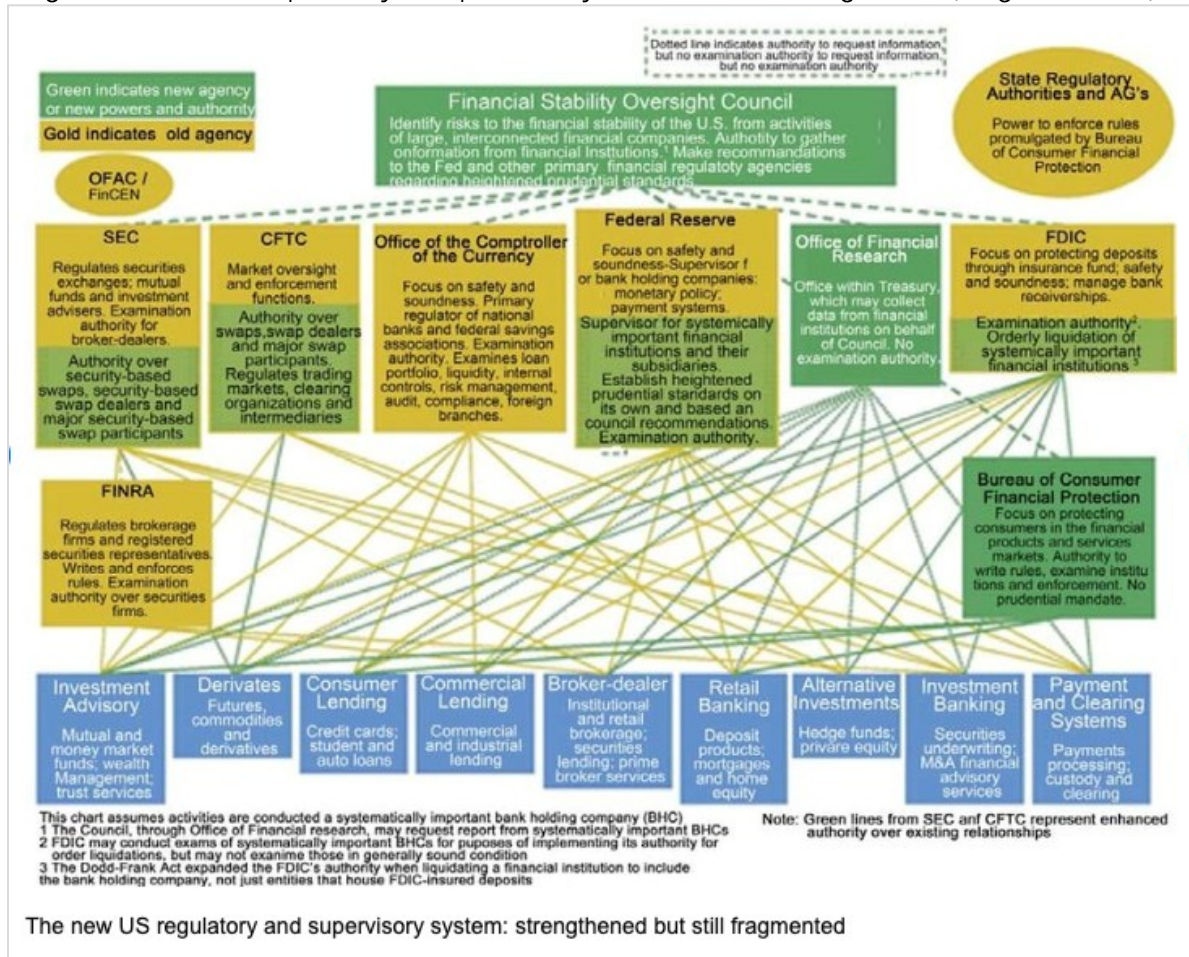 Dotted line indicates authority to request information,
but no examination authority to request information,
but no examination authority
Green indicates new agency
or new powers and authorrity
Gold indicates old agency
OFAC /
FinCEN
Financial Stability Oversight Council
Identify risks to the financial stability of the U.S. from activities
of large, interconnected financial companies. Authotity to gather
onformation from financial Institutions.¹ Make recommandations
to the Fed and other primary financial regulatoty agencies
regarding heightened prudential standards
State Regulatory
Authorities and AG's
Power to enforce rules
promulgated by Bureau
of Consumer Financial
Protection
SEC
Regulates securities
exchanges; mutual
funds and investment
advisers. Examination
authority for
broker-dealers.
Authority over
security-based
swaps, security-based
swap dealers and
major security-based
swap participants
CFTC
Market oversight
and enforcement
functions.
Authority over
swaps,swap dealers
and major swap
participants.
Regulates trading
markets, clearing
organizations and
intermediaries
Office of the Comptroller
of the Currency
Focus on safety and
soundness. Primary
regulator of national
banks and federal savings
associations. Examination
authority. Examines loan
portfolio, liquidity, internal
controls, risk management,
audit, compliance, foreign
branches.
Federal Reserve
Focus on safety and
soundness-Supervisor f
or bank holding companies;
monetary policy;
payment systems.
Supervisor for systemically
important financial
institutions and their
subsidiaries.
Establish heightened
prudential standards on
its own and based an
council recommendations.
Examination authority.
Office of Financial
Research
Office within Treasury,
which may collect
data from financial
institutions on behalf
of Council. No
examination authority.
FDIC
Focus on protecting deposits
through insurance fund; safety
and soundness; manage bank
receiverships.
Examination authority².
Orderly liquidation of
systemically important
financial institutions ³
FINRA
Regulates brokerage
firms and registered
securities representatives.
Writes and enforces
rules. Examination
authority over securities
firms.
Bureau of Consumer
Financial Protection
Focus on protecting
consumers in the financial
products and services
markets. Authority to
write rules, examine institu
tions and enforcement. No
prudential mandate.
Investment
Advisory
Mutual and
money market
funds; wealth
Management;
trust services
Derivates
Futures,
commodities
and
derivatives
Consumer
Lending
Credit cards;
student and
auto loans
Commercial
Lending
Commercial
and industrial
lending
Broker-dealer
Institutional
and retail
brokerage;
securities
lending; prime
broker services
Retail
Banking
Deposit
products;
mortgages
and home
equity
Alternative
Investments
Hedge funds;
private equity
Investment
Banking
Securities
underwriting;
M&A financial
advisory
services
Payment
and Clearing
Systems
Payments
processing;
custody and
clearing
This chart assumes activities are conducted a systematically important bank holding company (BHC)
1 The Council, through Office of Financial research, may request report from systematically important BHCs
2 FDIC may conduct exams of systematically important BHCs for puposes of implementing its authority for
order liquidations, but may not exanime those in generally sound condition
3 The Dodd-Frank Act expanded the FDIC's authority when liquidating a financial institution to include
the bank holding company, not just entities that house FDIC-insured deposits
Note: Green lines from SEC anf CFTC represent enhanced
authority over existing relationships
The new US regulatory and supervisory system: strengthened but still fragmented